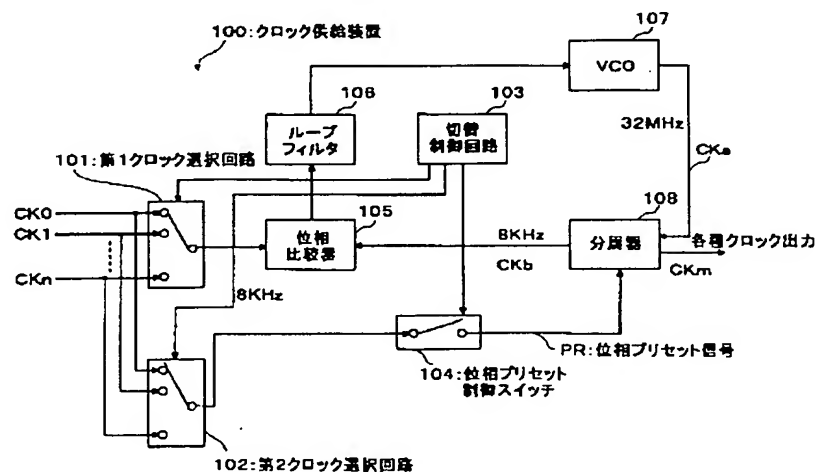 100:クロック供給装置
107
VCO
106
ループ
フィルタ
103
切替
制御回路
32MHz
CKa
101:第1クロック選択回路
CK0
CK1
CKn
位相
比較器
105
8KHz
CKb
108
分周器
各種クロック出力
CKm
8KHz
PR:位相プリセット信号
104:位相プリセット
制御スイッチ
102:第2クロック選択回路